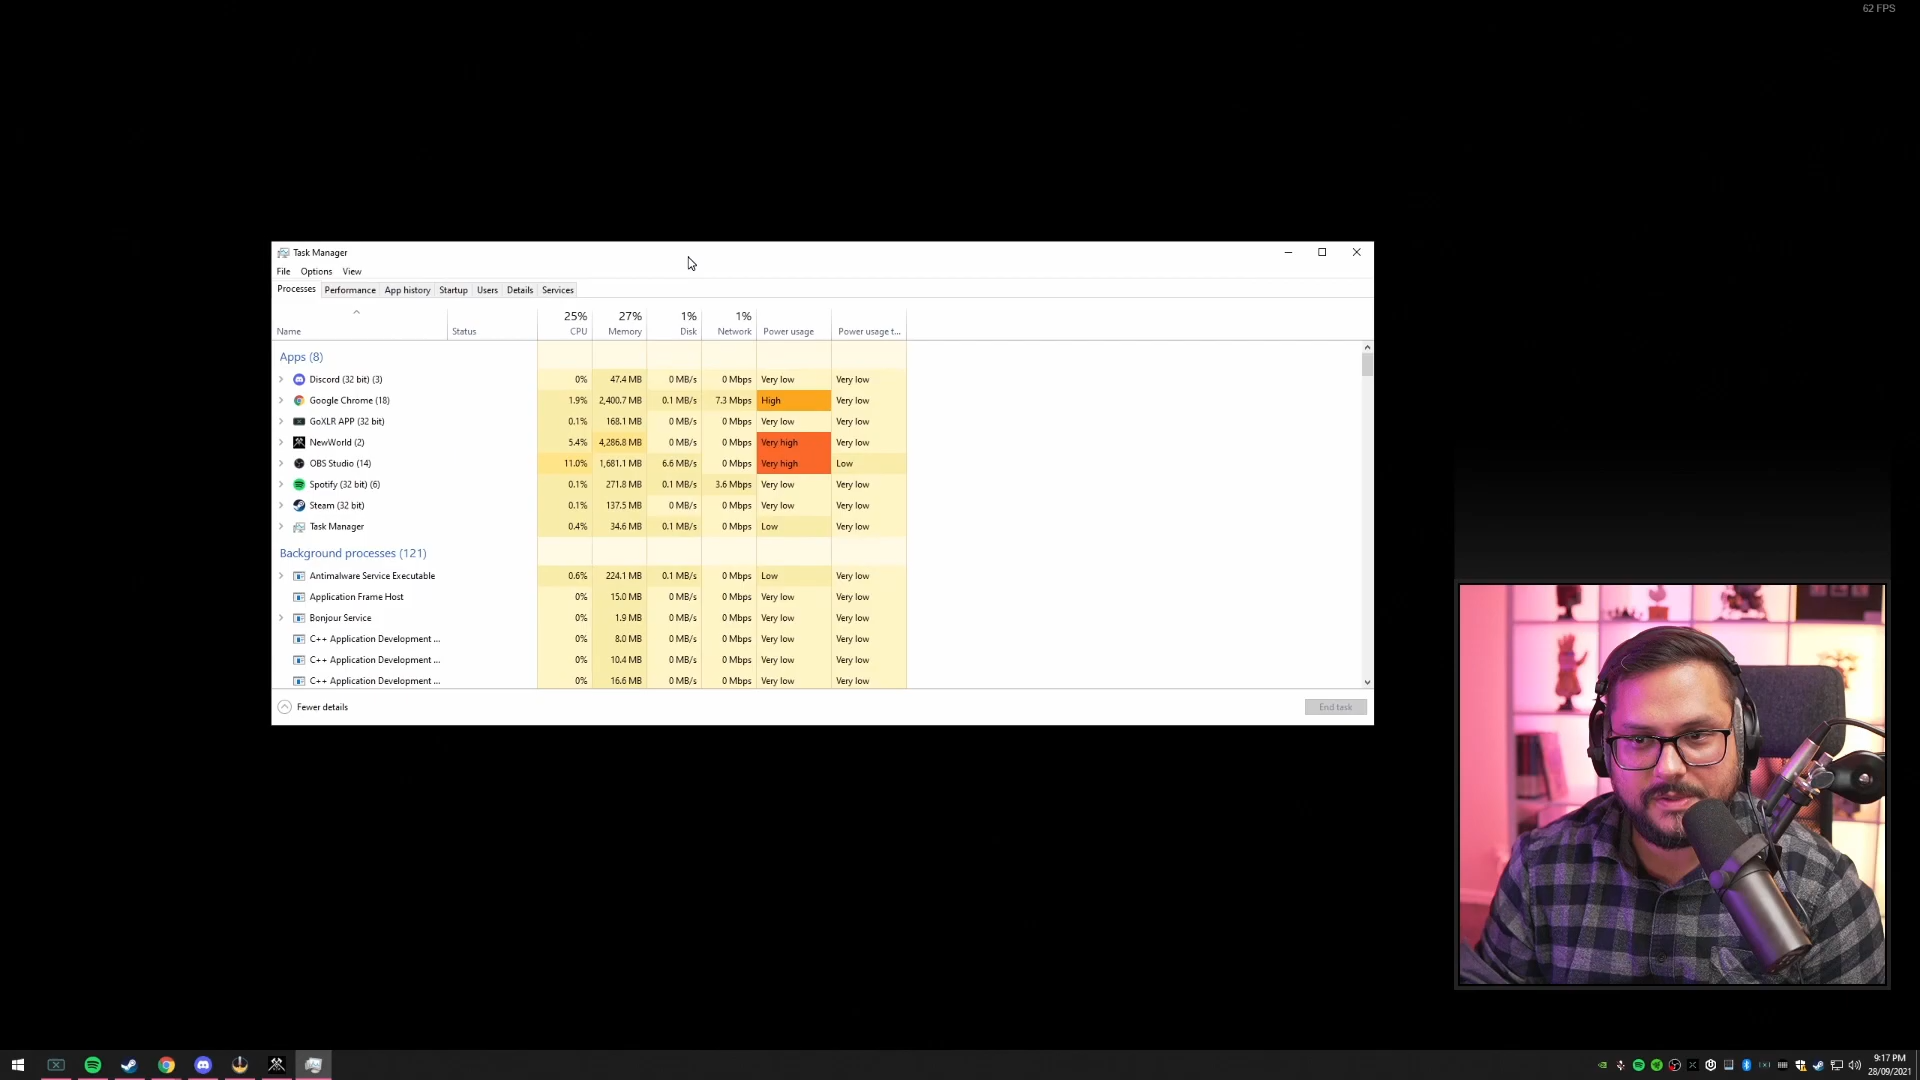 62 FPS
Task Manager
File Options View
Processes Performance App history Startup Users Details Services
25% 27% 1% 1%
Name Status CPU Memory Disk Network Power usage Power usage t...
Apps (8)
Discord (32 bit) (3) 0% 47.4 MB 0 MB/s 0 Mbps Very low Very low
Google Chrome (18) 1.9% 2,400.7 MB 0.1 MB/s 7.3 Mbps High Very low
GoXLR APP (32 bit) 0.1% 168.1 MB 0 MB/s 0 Mbps Very low Very low
NewWorld (2) 5.4% 4,286.8 MB 0 MB/s 0 Mbps Very high Very low
OBS Studio (14) 11.0% 1,681.1 MB 6.6 MB/s 0 Mbps Very high Low
Spotify (32 bit) (6) 0.1% 271.8 MB 0.1 MB/s 3.6 Mbps Very low Very low
Steam (32 bit) 0.1% 137.5 MB 0 MB/s 0 Mbps Very low Very low
Task Manager 0.4% 34.6 MB 0.1 MB/s 0 Mbps Low Very low
Background processes (121)
Antimalware Service Executable 0.6% 224.1 MB 0.1 MB/s 0 Mbps Low Very low
Application Frame Host 0% 15.0 MB 0 MB/s 0 Mbps Very low Very low
Bonjour Service 0% 1.9 MB 0 MB/s 0 Mbps Very low Very low
C++ Application Development ... 0% 8.0 MB 0 MB/s 0 Mbps Very low Very low
C++ Application Development ... 0% 10.4 MB 0 MB/s 0 Mbps Very low Very low
C++ Application Development ... 0% 16.6 MB 0 MB/s 0 Mbps Very low Very low
Fewer details End task
9:17 PM
28/09/2021